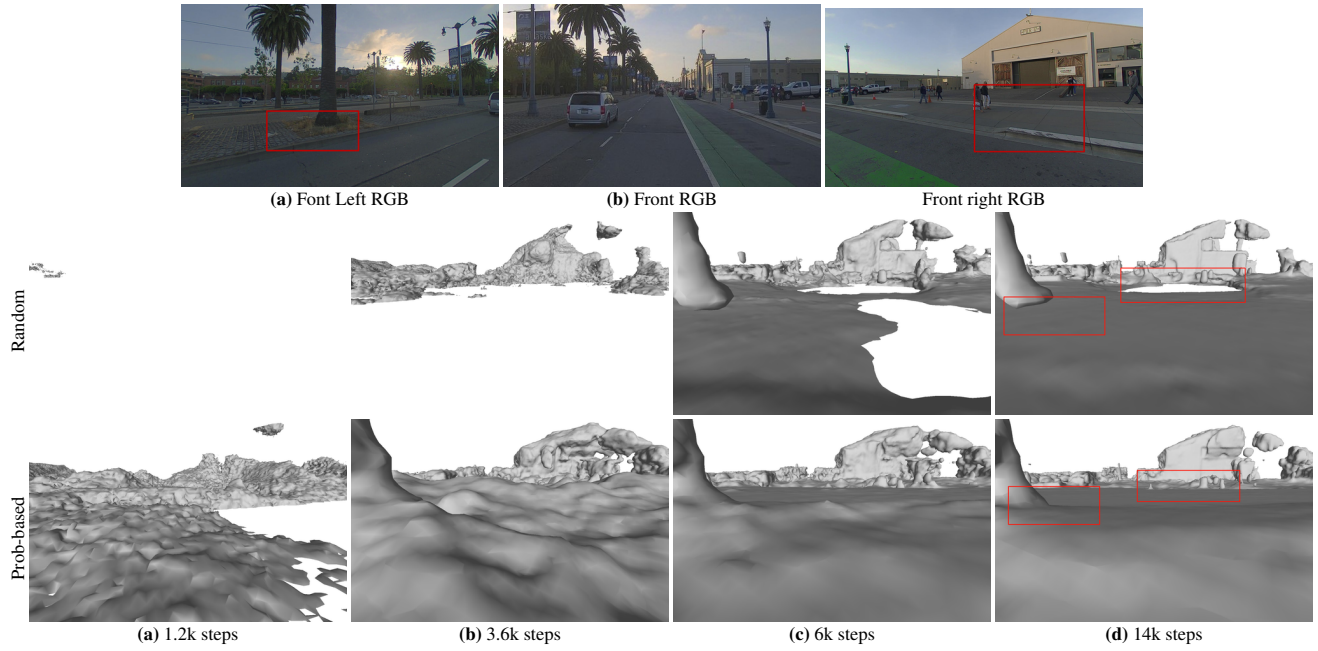 (a) Font Left RGB
(b) Front RGB
Front right RGB
Random
Prob-based
(a) 1.2k steps
(b) 3.6k steps
(c) 6k steps
(d) 14k steps